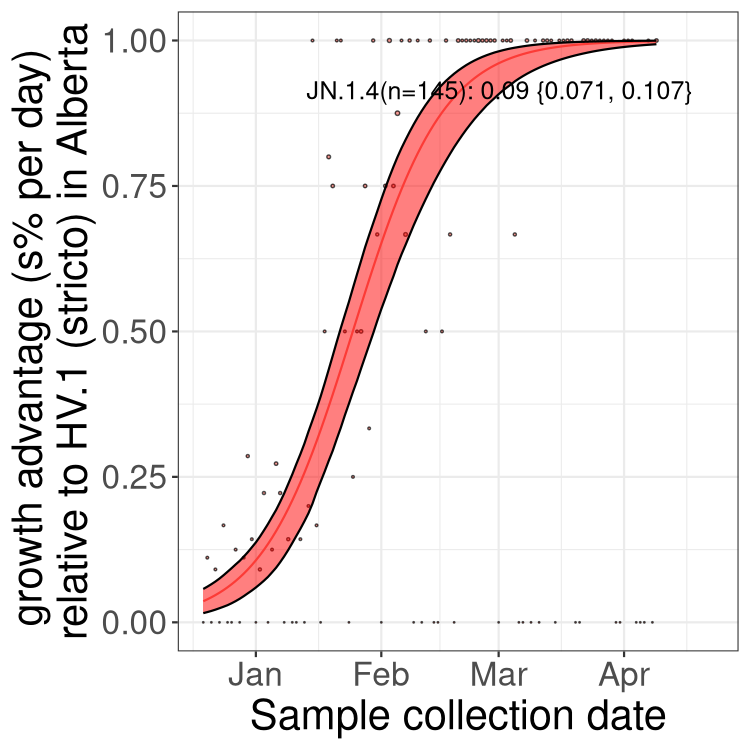 growth advantage (s% per day)
relative to HV.1 (stricto) in Alberta
1.00
JN.1.4(n=145): 0.09 {0.071, 0.107}
0.75
0.50
0.25
0.00
Jan Feb Mar Apr
Sample collection date